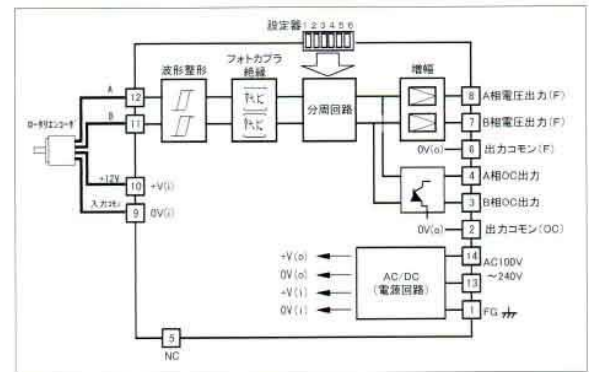 設定器 1 2 3 4 5 6
波形整形
フォトカプラ
絶縁
増幅
分周回路
ロータリエンコーダ
A
B
+12V
入力コモン
12
11
10 +V(i)
9 0V(i)
8 A相電圧出力(F)
7 B相電圧出力(F)
0V(o) 6 出力コモン(F)
4 A相OC出力
3 B相OC出力
0V(o) 2 出力コモン(OC)
+V(o)
0V(o)
+V(i)
0V(i)
AC/DC
(電源回路)
14 AC100V
13 ~240V
1 FG
5
NC